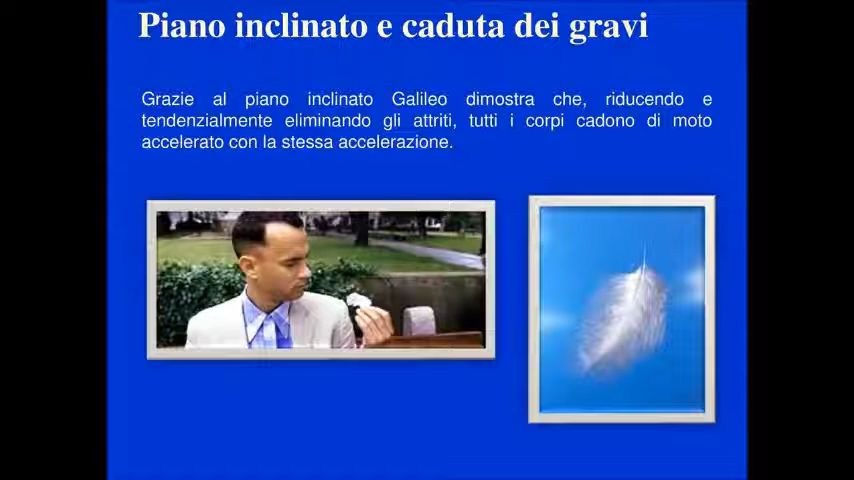 Piano inclinato e caduta dei gravi
Grazie al piano inclinato Galileo dimostra che, riducendo e
tendenzialmente eliminando gli attriti, tutti i corpi cadono di moto
accelerato con la stessa accelerazione.